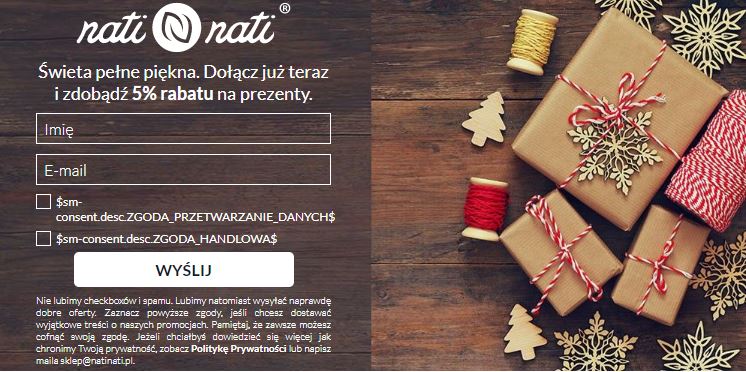 nati nati®
Świeta pełne piękna. Dołącz już teraz
i zdobądź 5% rabatu na prezenty.
Imię
E-mail
$sm-
consent.desc.ZGODA_PRZETWARZANIE_DANYCH$
$sm-consent.desc.ZGODA_HANDLOWA$
WYŚLIJ
Nie lubimy checkboxów i spamu. Lubimy natomiast wysyłać naprawdę
dobre oferty. Zaznacz powyższe zgody, jeśli chcesz dostawać
wyjątkowe treści o naszych promocjach. Pamiętaj, że zawsze możesz
cofnąć swoją zgodę. Jeżeli chciałbyś dowiedzieć się więcej jak
chronimy Twoją prywatność, zobacz Politykę Prywatności lub napisz
maila sklep@natinati.pl.